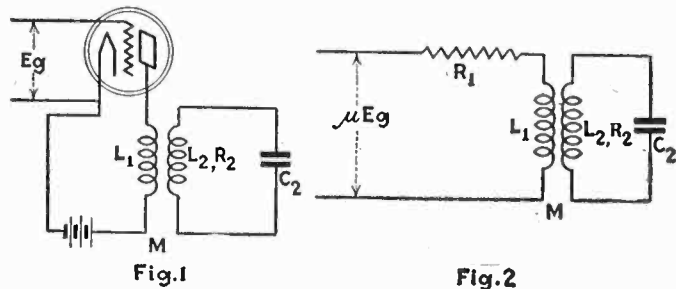 Eg
L₁
L₂, R₂
C₂
M
Fig.1
R₁
μEg
L₁
L₂, R₂
C₂
M
Fig.2